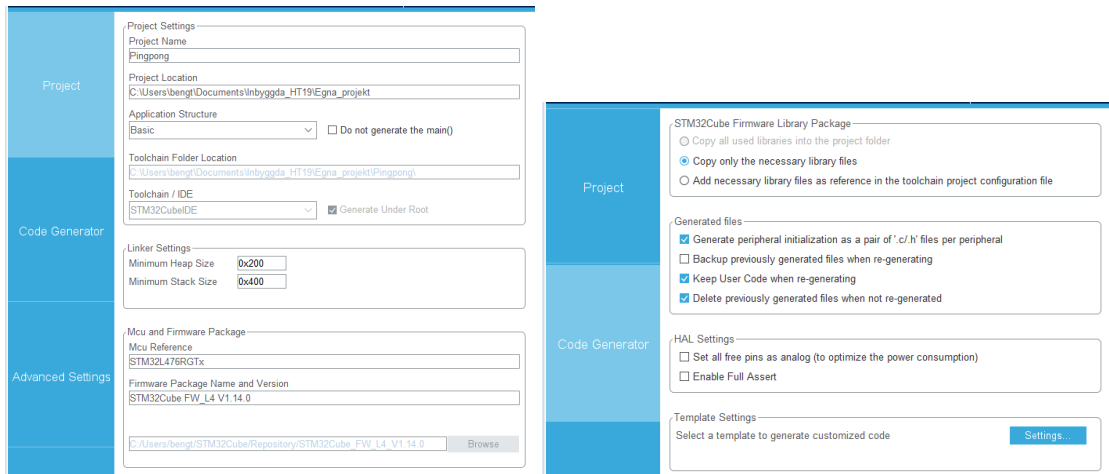 Project
Code Generator
Advanced Settings
Project Settings
Project Name
Pingpong
Project Location
C:\Users\bengt\Documents\Inbyggda_HT19\Egna_projekt
Application Structure
Basic
Do not generate the main()
Toolchain Folder Location
C:\Users\bengt\Documents\Inbyggda_HT19\Egna_projekt\Pingpong\
Toolchain / IDE
STM32CubeIDE
Generate Under Root
Linker Settings
Minimum Heap Size 0x200
Minimum Stack Size 0x400
Mcu and Firmware Package
Mcu Reference
STM32L476RGTx
Firmware Package Name and Version
STM32Cube FW_L4 V1.14.0
C:/Users/bengt/STM32Cube/Repository/STM32Cube_FW_L4_V1.14.0 Browse
Project
Code Generator
STM32Cube Firmware Library Package
Copy all used libraries into the project folder
Copy only the necessary library files
Add necessary library files as reference in the toolchain project configuration file
Generated files
Generate peripheral initialization as a pair of '.c/.h' files per peripheral
Backup previously generated files when re-generating
Keep User Code when re-generating
Delete previously generated files when not re-generated
HAL Settings
Set all free pins as analog (to optimize the power consumption)
Enable Full Assert
Template Settings
Select a template to generate customized code Settings...